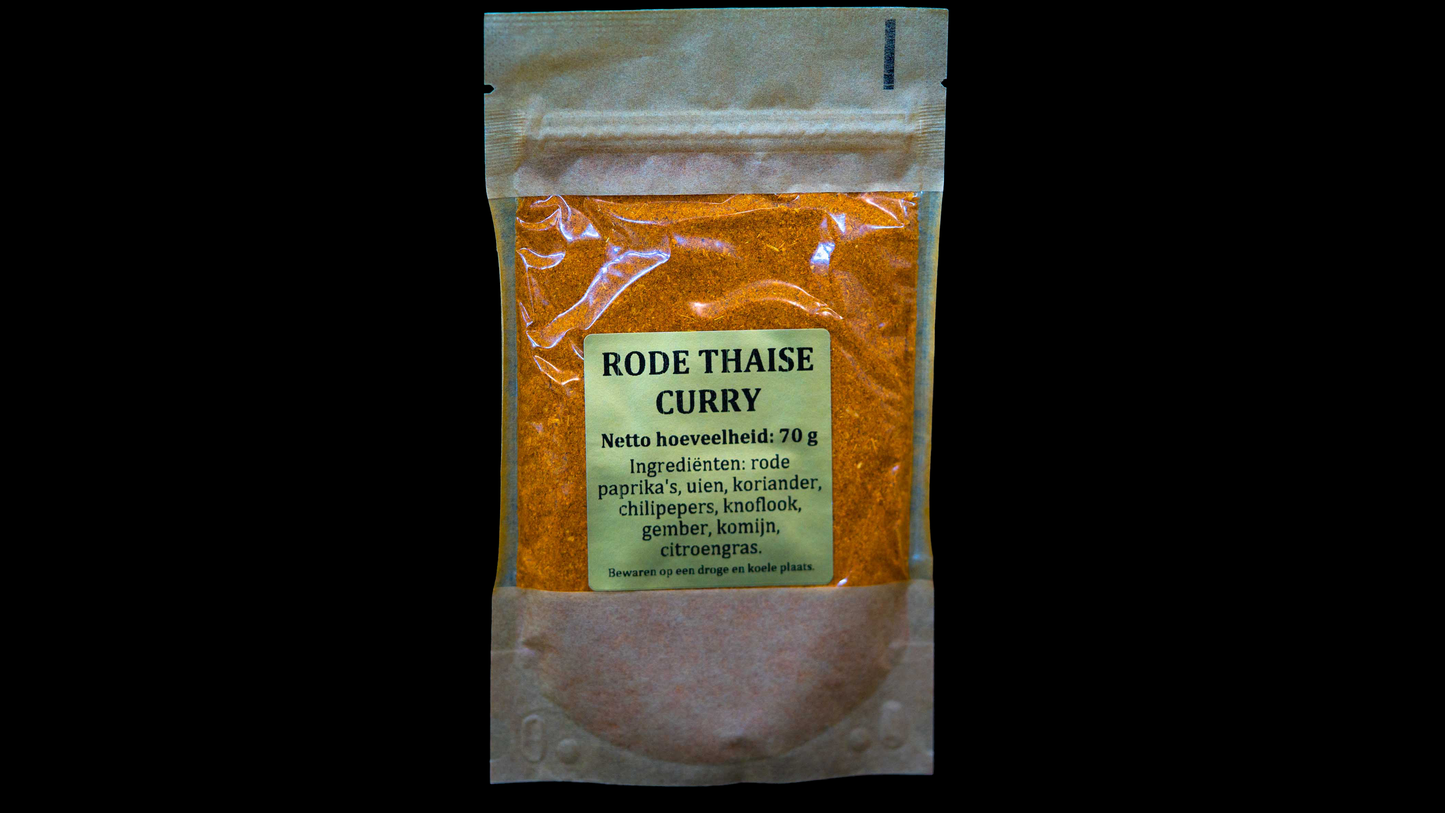 RODE THAISE
CURRY
Netto hoeveelheid: 70 g
Ingrediënten: rode
paprika's, uien, koriander,
chilipepers, knoflook,
gember, komijn,
citroengras.
Bewaren op een droge en koele plaats.